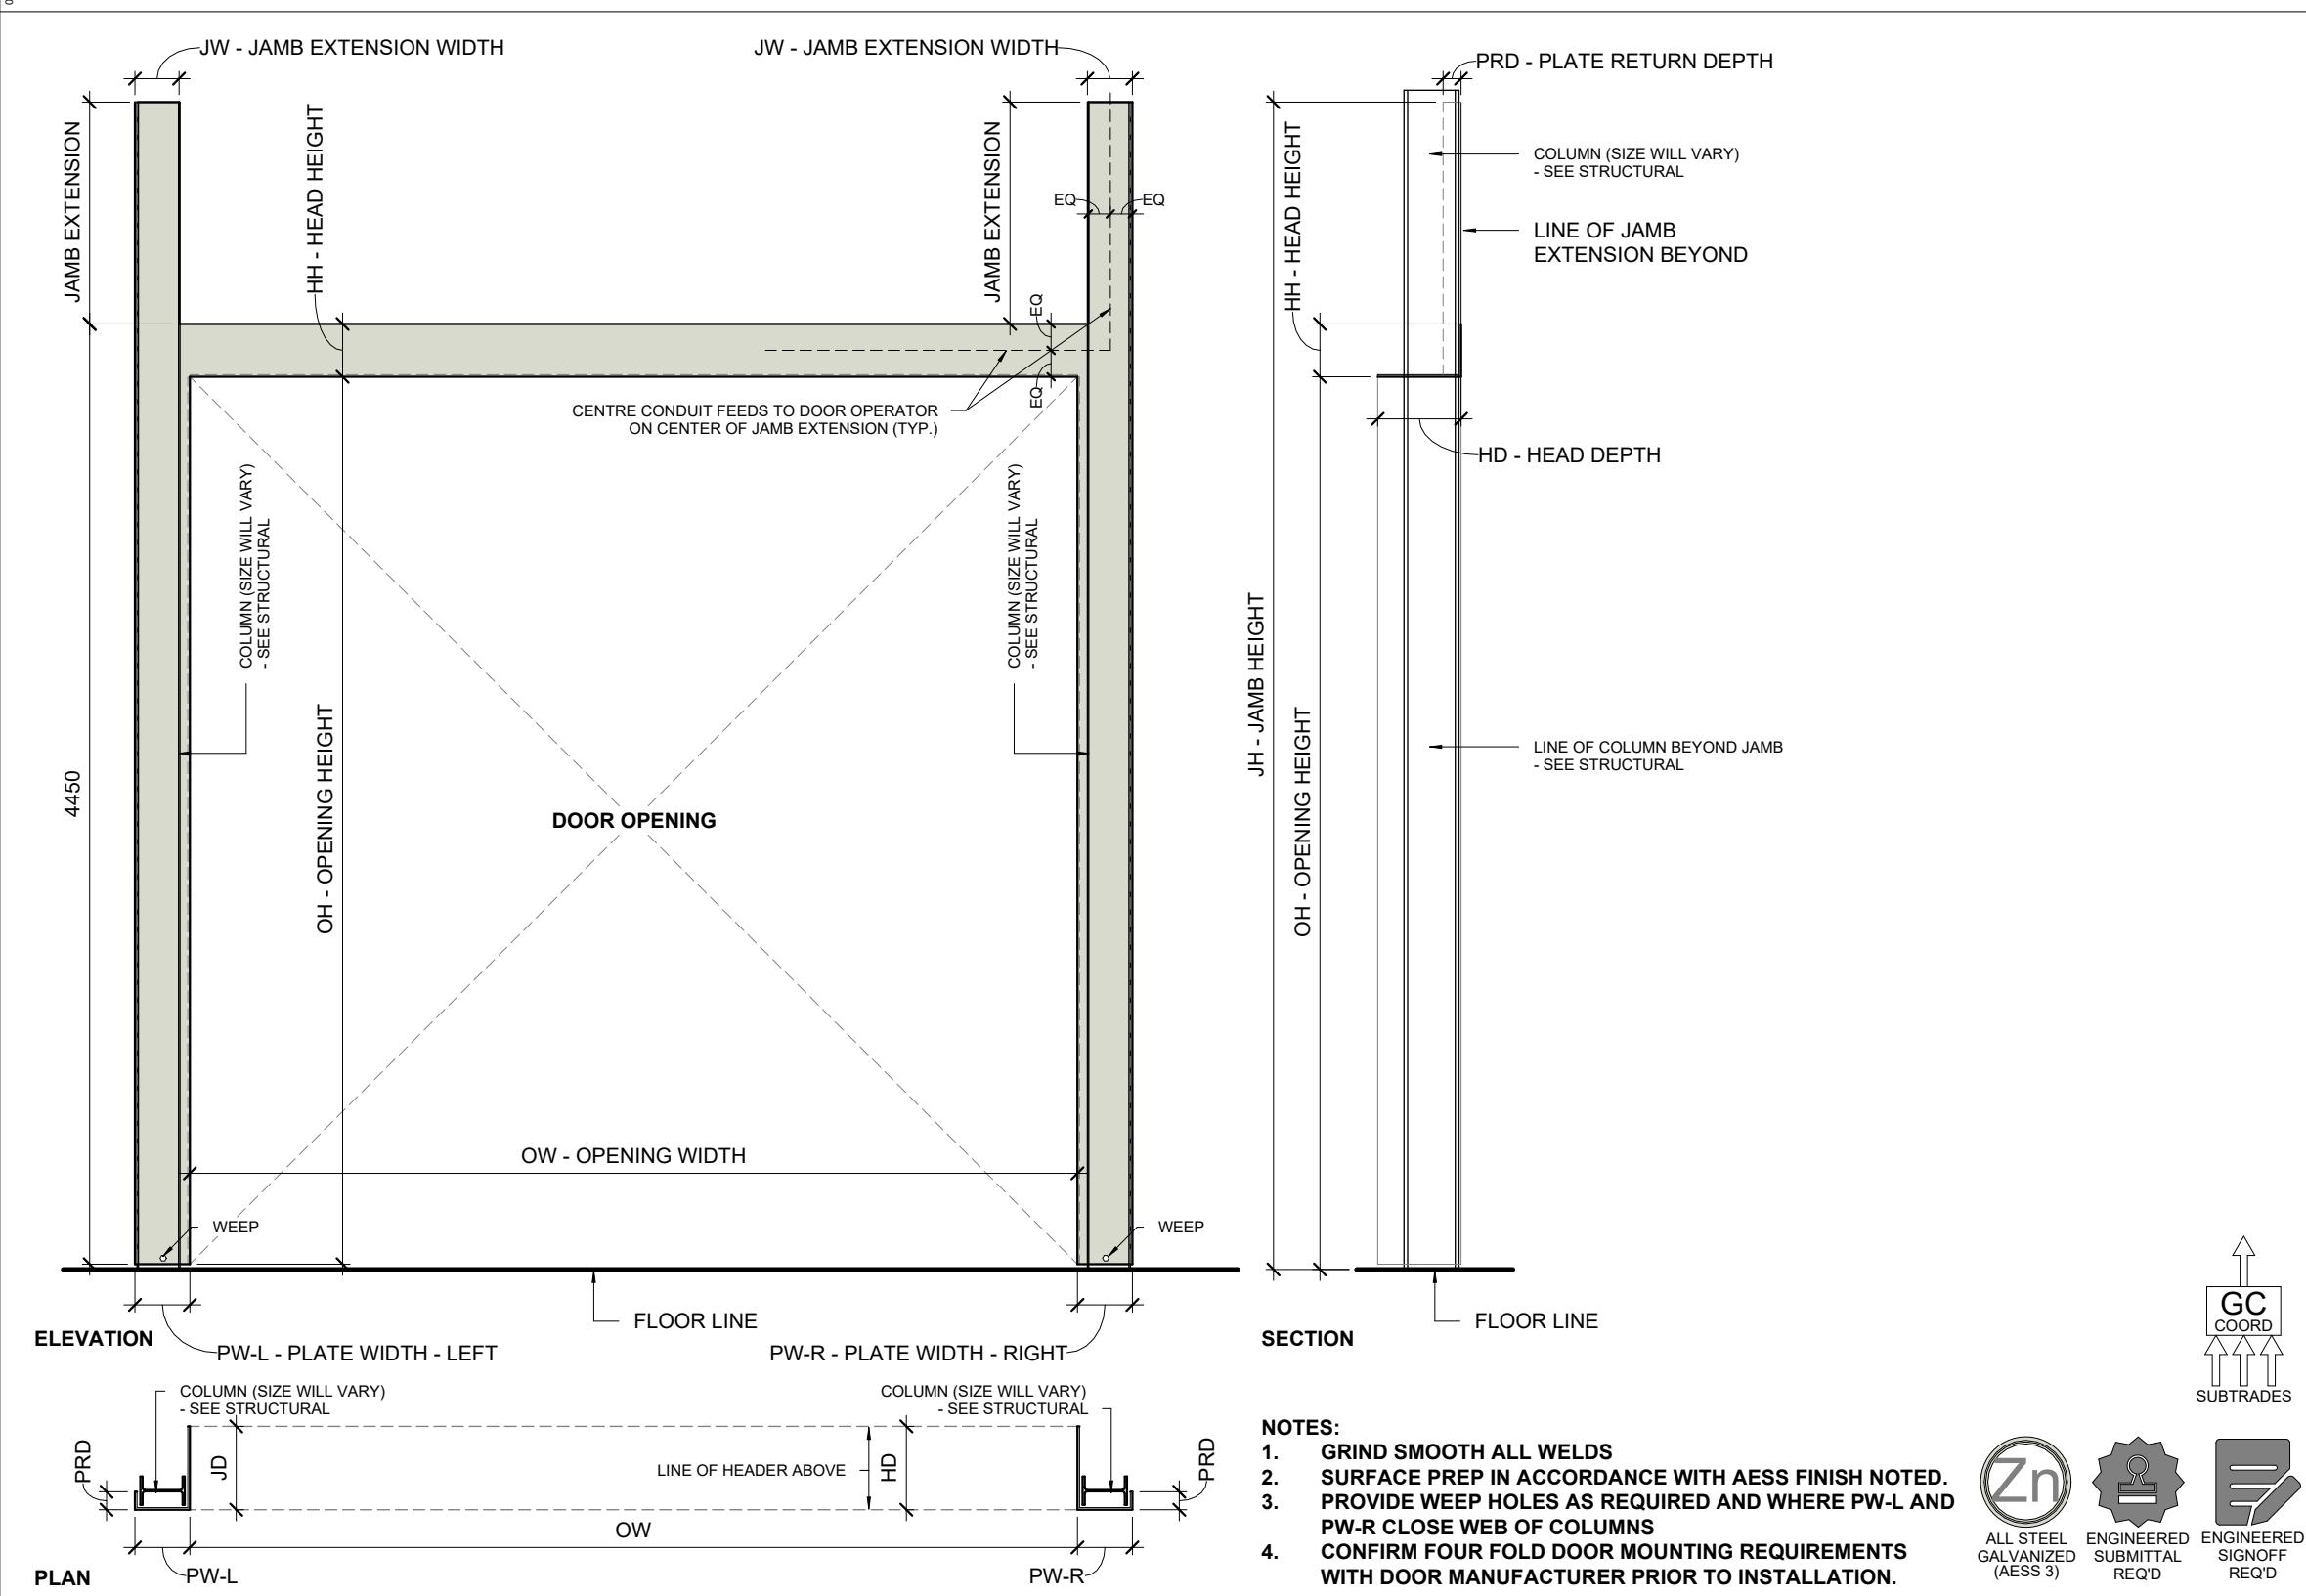 JW - JAMB EXTENSION WIDTH
JW - JAMB EXTENSION WIDTH
JAMB EXTENSION
HH - HEAD HEIGHT
JAMB EXTENSION
EQ
EQ
EQ
EQ
CENTRE CONDUIT FEEDS TO DOOR OPERATOR
ON CENTER OF JAMB EXTENSION (TYP.)
COLUMN (SIZE WILL VARY)
- SEE STRUCTURAL
COLUMN (SIZE WILL VARY)
- SEE STRUCTURAL
4450
OH - OPENING HEIGHT
DOOR OPENING
OW - OPENING WIDTH
WEEP
WEEP
FLOOR LINE
ELEVATION
PW-L - PLATE WIDTH - LEFT
PW-R - PLATE WIDTH - RIGHT
PRD - PLATE RETURN DEPTH
HH - HEAD HEIGHT
COLUMN (SIZE WILL VARY)
- SEE STRUCTURAL
LINE OF JAMB
EXTENSION BEYOND
HD - HEAD DEPTH
JH - JAMB HEIGHT
OH - OPENING HEIGHT
LINE OF COLUMN BEYOND JAMB
- SEE STRUCTURAL
FLOOR LINE
SECTION
COLUMN (SIZE WILL VARY)
- SEE STRUCTURAL
COLUMN (SIZE WILL VARY)
- SEE STRUCTURAL
PRD
JD
LINE OF HEADER ABOVE
HD
PRD
OW
PW-L
PW-R
PLAN
NOTES:
1. GRIND SMOOTH ALL WELDS
2. SURFACE PREP IN ACCORDANCE WITH AESS FINISH NOTED.
3. PROVIDE WEEP HOLES AS REQUIRED AND WHERE PW-L AND
PW-R CLOSE WEB OF COLUMNS
4. CONFIRM FOUR FOLD DOOR MOUNTING REQUIREMENTS
WITH DOOR MANUFACTURER PRIOR TO INSTALLATION.
GC
COORD
SUBTRADES
Zn
ALL STEEL
GALVANIZED
(AESS 3)
ENGINEERED
SUBMITTAL
REQ'D
ENGINEERED
SIGNOFF
REQ'D